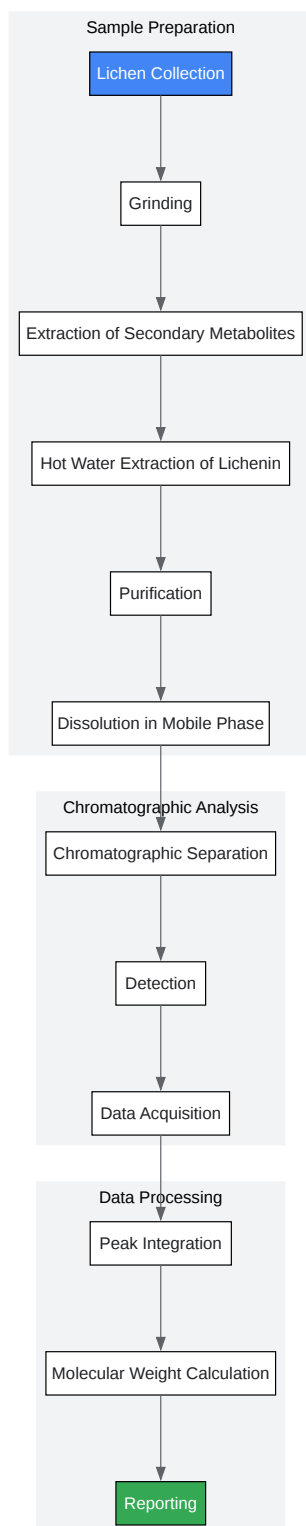 Sample Preparation
Lichen Collection
Grinding
Extraction of Secondary Metabolites
Hot Water Extraction of Lichenin
Purification
Dissolution in Mobile Phase
Chromatographic Analysis
Chromatographic Separation
Detection
Data Acquisition
Data Processing
Peak Integration
Molecular Weight Calculation
Reporting